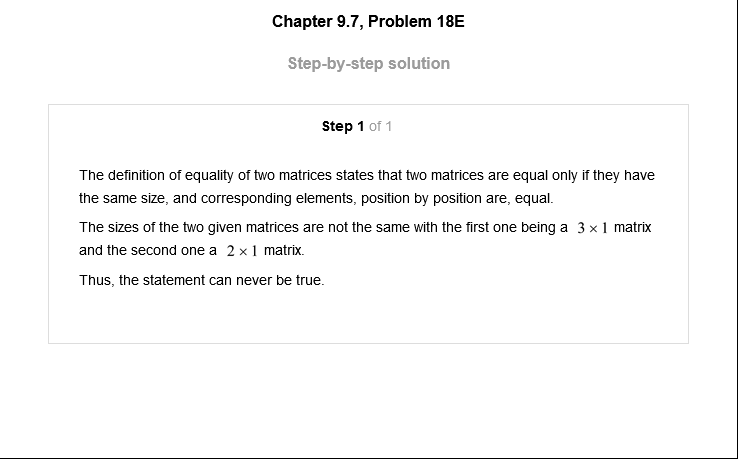 Chapter 9.7, Problem 18E
Step-by-step solution
Step 1 of 1
The definition of equality of two matrices states that two matrices are equal only if they have
the same size, and corresponding elements, position by position are, equal.
The sizes of the two given matrices are not the same with the first one being a 3 × 1 matrix
and the second one a 2 × 1 matrix.
Thus, the statement can never be true.